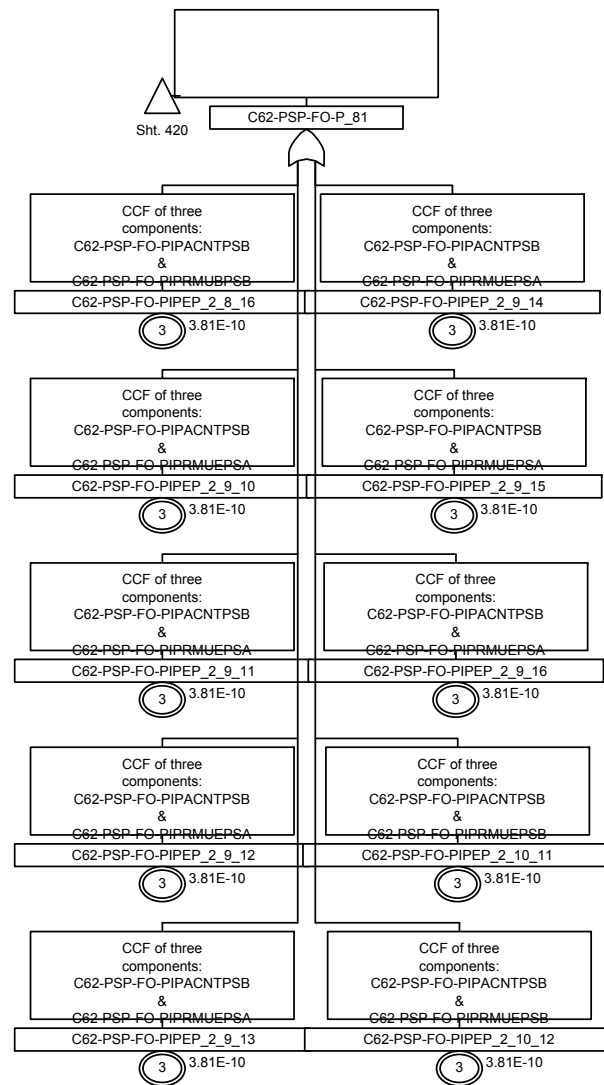 Sht. 420
C62-PSP-FO-P_81
CCF of three
components:
C62-PSP-FO-PIPACNTPSB
&
C62-PSP-FO-PIPRMUBPSB
C62-PSP-FO-PIPEP_2_8_16
3
3.81E-10
CCF of three
components:
C62-PSP-FO-PIPACNTPSB
&
C62-PSP-FO-PIPRMUEPSA
C62-PSP-FO-PIPEP_2_9_14
3
3.81E-10
CCF of three
components:
C62-PSP-FO-PIPACNTPSB
&
C62-PSP-FO-PIPRMUEPSA
C62-PSP-FO-PIPEP_2_9_10
3
3.81E-10
CCF of three
components:
C62-PSP-FO-PIPACNTPSB
&
C62-PSP-FO-PIPRMUEPSA
C62-PSP-FO-PIPEP_2_9_15
3
3.81E-10
CCF of three
components:
C62-PSP-FO-PIPACNTPSB
&
C62-PSP-FO-PIPRMUEPSA
C62-PSP-FO-PIPEP_2_9_11
3
3.81E-10
CCF of three
components:
C62-PSP-FO-PIPACNTPSB
&
C62-PSP-FO-PIPRMUEPSA
C62-PSP-FO-PIPEP_2_9_16
3
3.81E-10
CCF of three
components:
C62-PSP-FO-PIPACNTPSB
&
C62-PSP-FO-PIPRMUEPSA
C62-PSP-FO-PIPEP_2_9_12
3
3.81E-10
CCF of three
components:
C62-PSP-FO-PIPACNTPSB
&
C62-PSP-FO-PIPRMUEPSB
C62-PSP-FO-PIPEP_2_10_11
3
3.81E-10
CCF of three
components:
C62-PSP-FO-PIPACNTPSB
&
C62-PSP-FO-PIPRMUEPSA
C62-PSP-FO-PIPEP_2_9_13
3
3.81E-10
CCF of three
components:
C62-PSP-FO-PIPACNTPSB
&
C62-PSP-FO-PIPRMUEPSB
C62-PSP-FO-PIPEP_2_10_12
3
3.81E-10